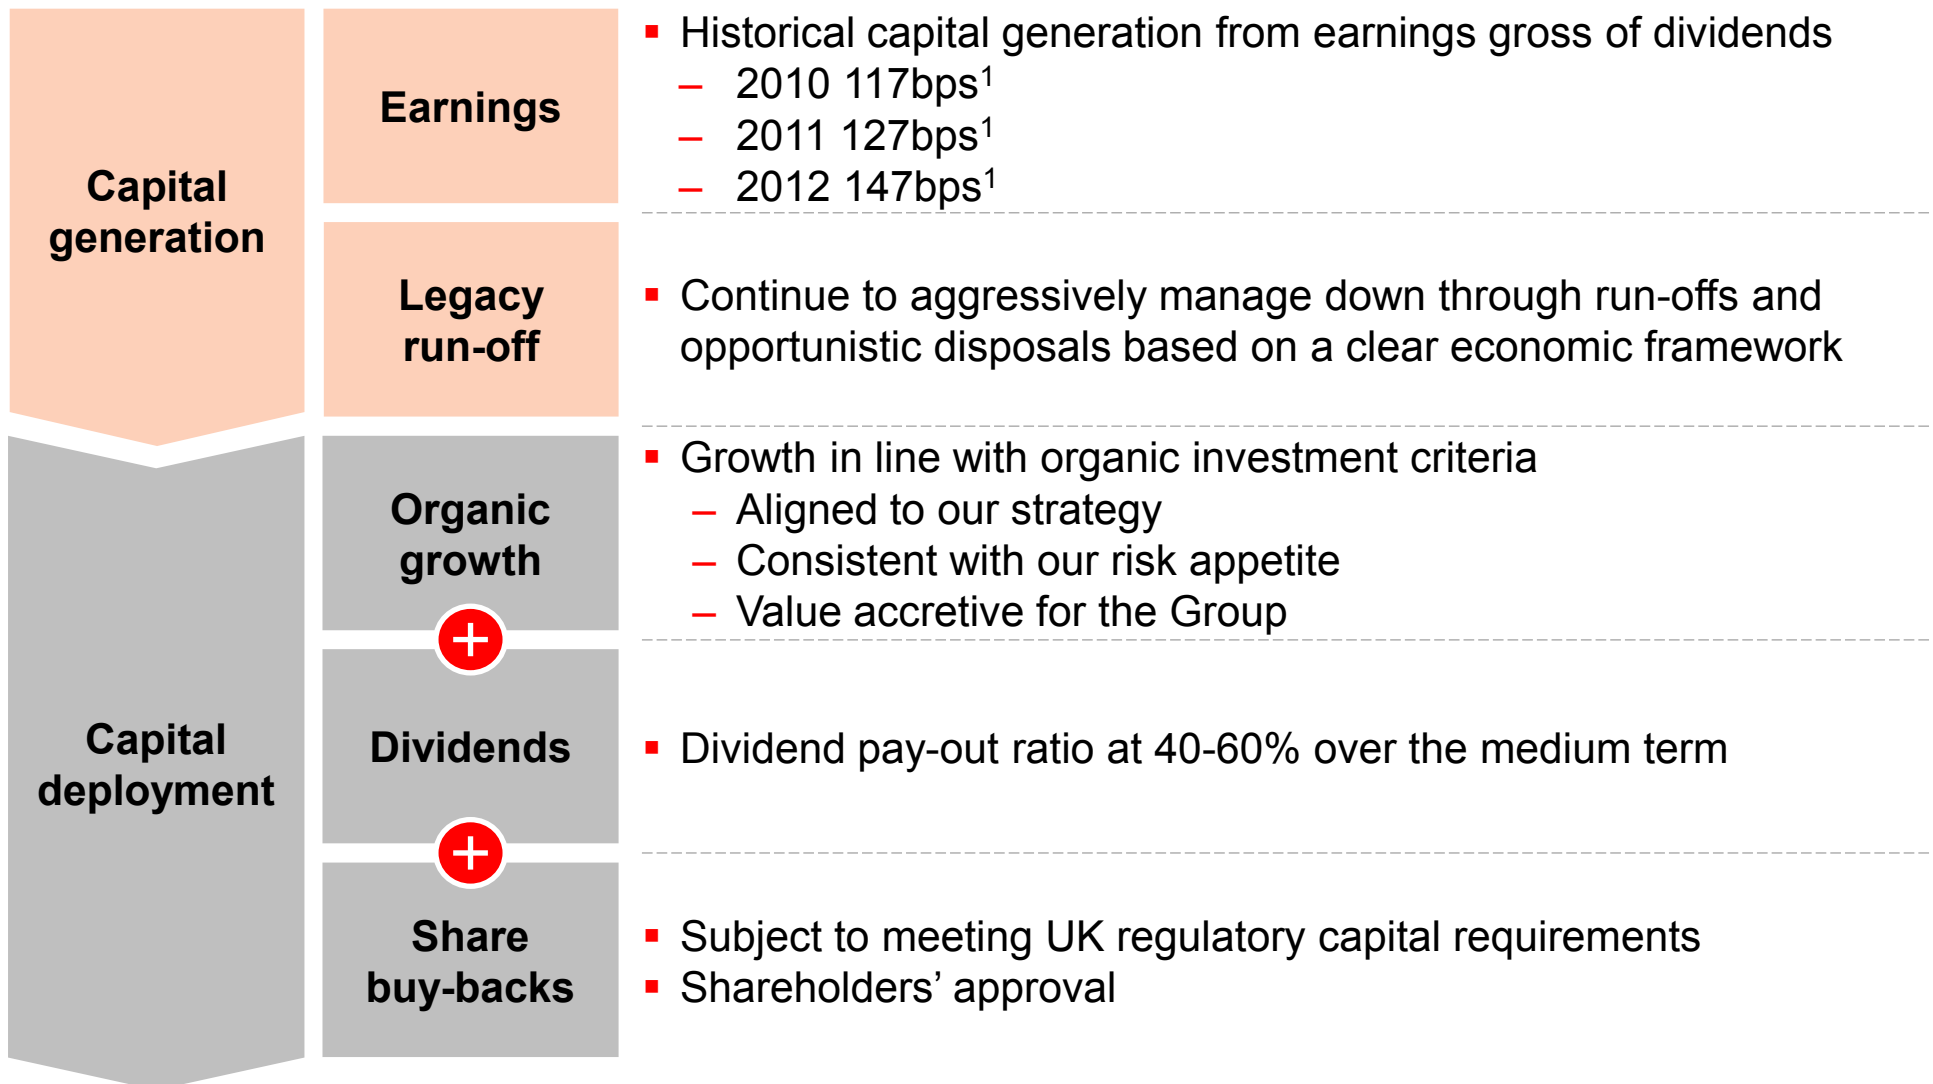 Capital
generation
Earnings
▪ Historical capital generation from earnings gross of dividends
– 2010 117bps¹
– 2011 127bps¹
– 2012 147bps¹
Legacy
run-off
▪ Continue to aggressively manage down through run-offs and
opportunistic disposals based on a clear economic framework
Capital
deployment
Organic
growth
▪ Growth in line with organic investment criteria
– Aligned to our strategy
– Consistent with our risk appetite
– Value accretive for the Group
+
Dividends
▪ Dividend pay-out ratio at 40-60% over the medium term
+
Share
buy-backs
▪ Subject to meeting UK regulatory capital requirements
▪ Shareholders’ approval